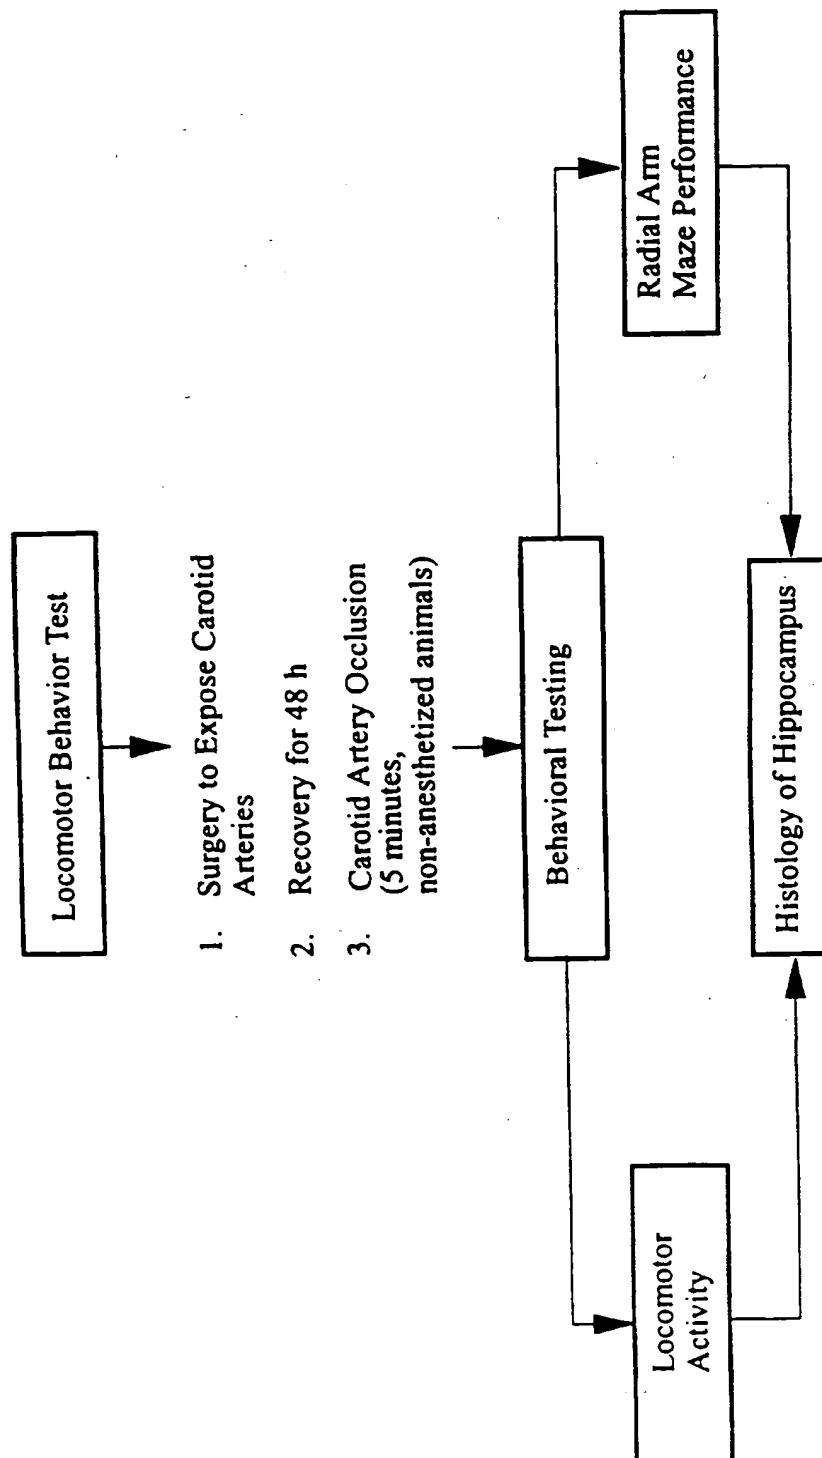 Locomotor Behavior Test
1. Surgery to Expose Carotid
Arteries
2. Recovery for 48 h
3. Carotid Artery Occlusion
(5 minutes,
non-anesthetized animals)
Behavioral Testing
Locomotor
Activity
Radial Arm
Maze Performance
Histology of Hippocampus